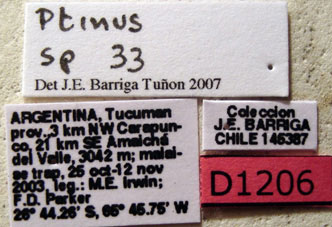 Ptinus
sp 33
Det J.E. Barriga Tuñon 2007
ARGENTINA, Tucuman
prov. 3 km NW Carapun-
co, 21 km SE Amaicha
del Valle, 3042 m; malai-
se trap, 25 oct-12 nov
2003, leg.: M.E. Irwin;
F.D. Parker
26° 44.26' S, 65° 45.75' W
Coleccion
J.E. BARRIGA
CHILE 145387
D1206